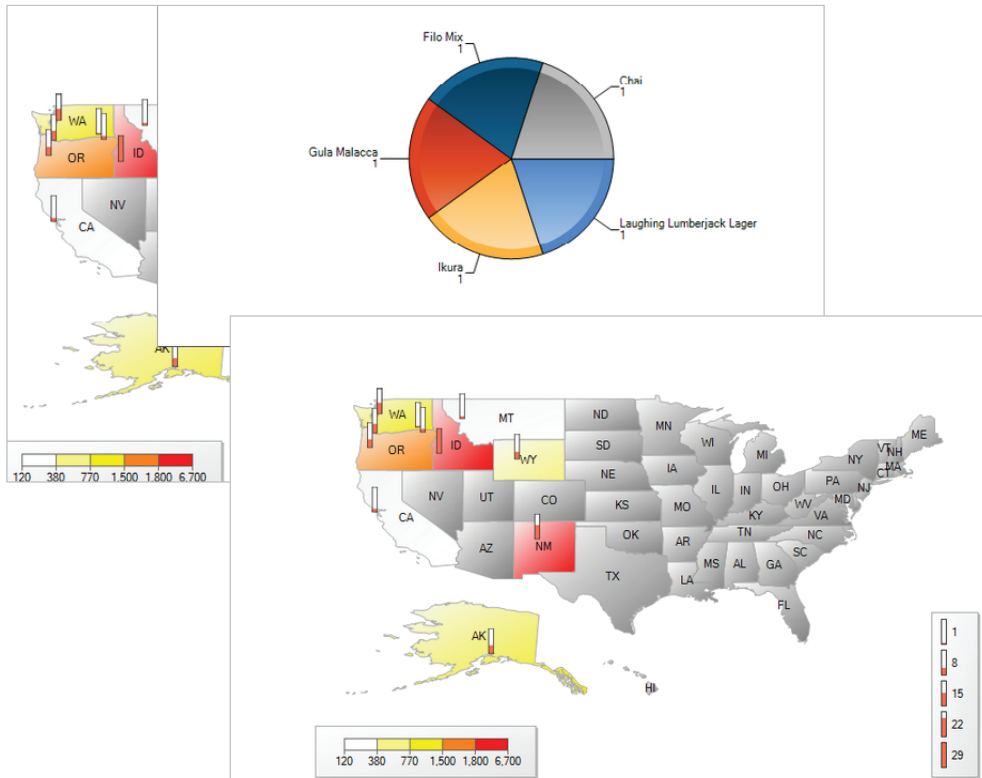 Filo Mix
1
Chai
1
Gula Malacca
1
Laughing Lumberjack Lager
1
Ikura
1
WA
OR
ID
NV
CA
AK
120 380 770 1,500 1,800 6,700
WA
MT
ND
MN
ME
OR
ID
WY
SD
WI
MI
NY
VT
NH
MA
CT
NE
IA
PA
NJ
NV
UT
CO
KS
MO
IL
IN
OH
MD
WV
VA
KY
CA
AZ
NM
OK
AR
TN
NC
SC
TX
LA
MS
AL
GA
FL
AK
HI
1
8
15
22
29
120 380 770 1,500 1,800 6,700